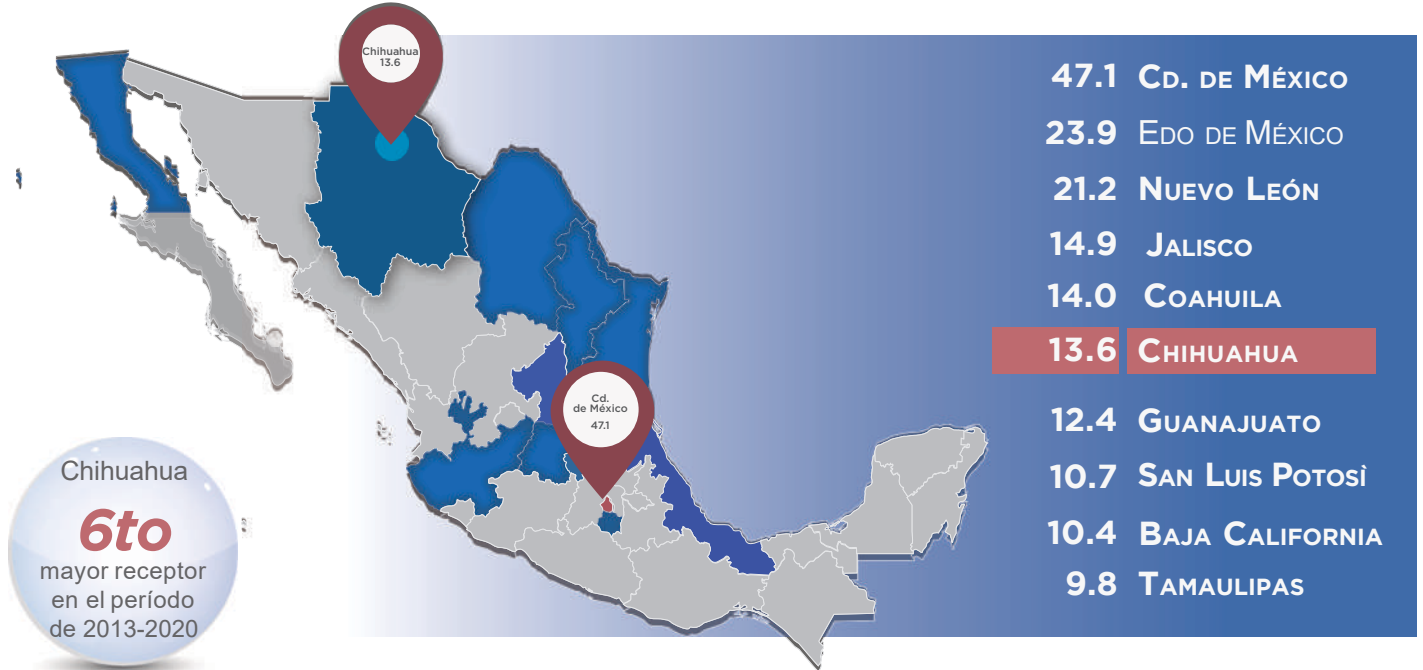 Chihuahua
13.6
Cd.
de México
47.1
Chihuahua
6to
mayor receptor
en el período
de 2013-2020
47.1 Cd. de México
23.9 Edo de México
21.2 Nuevo León
14.9 Jalisco
14.0 Coahuila
13.6 Chihuahua
12.4 Guanajuato
10.7 San Luis Potosì
10.4 Baja California
9.8 Tamaulipas